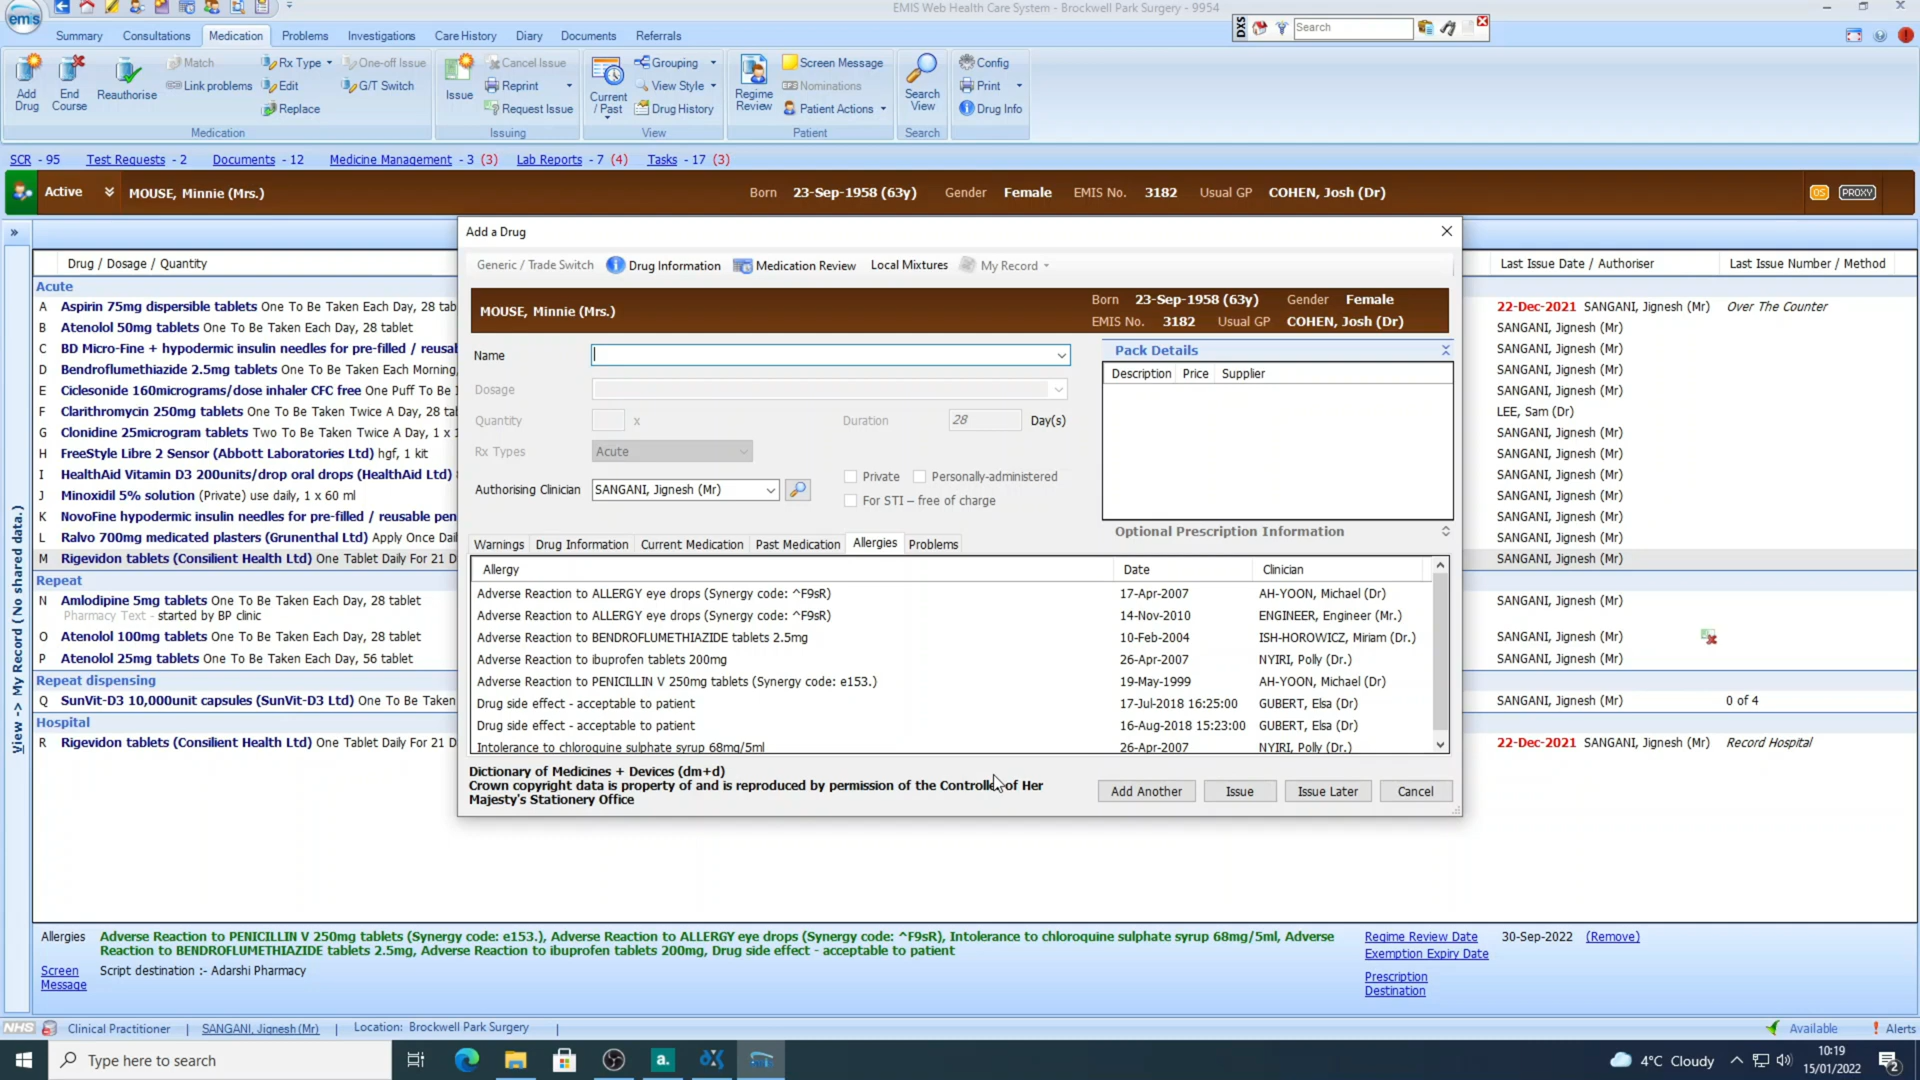 emis
EMIS Web Health Care System - Brockwell Park Surgery - 9954
DXS
Search
Summary Consultations Medication Problems Investigations Care History Diary Documents Referrals
Add Drug
End Course
Reauthorise
Match
Link problems
Rx Type
Edit
Replace
One-off Issue
G/T Switch
Medication
Issue
Cancel Issue
Reprint
Request Issue
Issuing
Current / Past
Grouping
View Style
Drug History
View
Regime Review
Screen Message
Nominations
Patient Actions
Patient
Search View
Search
Config
Print
Drug Info
SCR - 95 Test Requests - 2 Documents - 12 Medicine Management - 3 (3) Lab Reports - 7 (4) Tasks - 17 (3)
Active MOUSE, Minnie (Mrs.) Born 23-Sep-1958 (63y) Gender Female EMIS No. 3182 Usual GP COHEN, Josh (Dr) OS PROXY
»
View -> My Record (No shared data.)
Drug / Dosage / Quantity
Last Issue Date / Authoriser Last Issue Number / Method
Acute
A Aspirin 75mg dispersible tablets One To Be Taken Each Day, 28 tab
22-Dec-2021 SANGANI, Jignesh (Mr) Over The Counter
B Atenolol 50mg tablets One To Be Taken Each Day, 28 tablet
SANGANI, Jignesh (Mr)
C BD Micro-Fine + hypodermic insulin needles for pre-filled / reusal
SANGANI, Jignesh (Mr)
D Bendroflumethiazide 2.5mg tablets One To Be Taken Each Morning,
SANGANI, Jignesh (Mr)
E Ciclesonide 160micrograms/dose inhaler CFC free One Puff To Be I
SANGANI, Jignesh (Mr)
F Clarithromycin 250mg tablets One To Be Taken Twice A Day, 28 ta
LEE, Sam (Dr)
G Clonidine 25microgram tablets Two To Be Taken Twice A Day, 1 x 1
SANGANI, Jignesh (Mr)
H FreeStyle Libre 2 Sensor (Abbott Laboratories Ltd) hgf, 1 kit
SANGANI, Jignesh (Mr)
I HealthAid Vitamin D3 200units/drop oral drops (HealthAid Ltd)
SANGANI, Jignesh (Mr)
J Minoxidil 5% solution (Private) use daily, 1 x 60 ml
SANGANI, Jignesh (Mr)
K NovoFine hypodermic insulin needles for pre-filled / reusable pen
SANGANI, Jignesh (Mr)
L Ralvo 700mg medicated plasters (Grunenthal Ltd) Apply Once Dai
SANGANI, Jignesh (Mr)
M Rigevidon tablets (Consilient Health Ltd) One Tablet Daily For 21 D
SANGANI, Jignesh (Mr)
Repeat
N Amlodipine 5mg tablets One To Be Taken Each Day, 28 tablet
SANGANI, Jignesh (Mr)
Pharmacy Text - started by BP clinic
O Atenolol 100mg tablets One To Be Taken Each Day, 28 tablet
SANGANI, Jignesh (Mr)
P Atenolol 25mg tablets One To Be Taken Each Day, 56 tablet
SANGANI, Jignesh (Mr)
Repeat dispensing
Q SunVit-D3 10,000unit capsules (SunVit-D3 Ltd) One To Be Taken
SANGANI, Jignesh (Mr) 0 of 4
Hospital
R Rigevidon tablets (Consilient Health Ltd) One Tablet Daily For 21 D
22-Dec-2021 SANGANI, Jignesh (Mr) Record Hospital
Add a Drug
Generic / Trade Switch Drug Information Medication Review Local Mixtures My Record
MOUSE, Minnie (Mrs.)
Born 23-Sep-1958 (63y) Gender Female
EMIS No. 3182 Usual GP COHEN, Josh (Dr)
Name
Dosage
Quantity x Duration 28 Day(s)
Rx Types Acute
Private Personally-administered
Authorising Clinician SANGANI, Jignesh (Mr)
For STI – free of charge
Pack Details
Description Price Supplier
Optional Prescription Information
Warnings Drug Information Current Medication Past Medication Allergies Problems
Allergy Date Clinician
Adverse Reaction to ALLERGY eye drops (Synergy code: ^F9sR) 17-Apr-2007 AH-YOON, Michael (Dr)
Adverse Reaction to ALLERGY eye drops (Synergy code: ^F9sR) 14-Nov-2010 ENGINEER, Engineer (Mr.)
Adverse Reaction to BENDROFLUMETHIAZIDE tablets 2.5mg 10-Feb-2004 ISH-HOROWICZ, Miriam (Dr.)
Adverse Reaction to ibuprofen tablets 200mg 26-Apr-2007 NYIRI, Polly (Dr.)
Adverse Reaction to PENICILLIN V 250mg tablets (Synergy code: e153.) 19-May-1999 AH-YOON, Michael (Dr)
Drug side effect - acceptable to patient 17-Jul-2018 16:25:00 GUBERT, Elsa (Dr)
Drug side effect - acceptable to patient 16-Aug-2018 15:23:00 GUBERT, Elsa (Dr)
Intolerance to chloroquine sulphate syrup 68mg/5ml 26-Apr-2007 NYIRI, Polly (Dr.)
Dictionary of Medicines + Devices (dm+d)
Crown copyright data is property of and is reproduced by permission of the Controller of Her
Majesty's Stationery Office
Add Another Issue Issue Later Cancel
Allergies Adverse Reaction to PENICILLIN V 250mg tablets (Synergy code: e153.), Adverse Reaction to ALLERGY eye drops (Synergy code: ^F9sR), Intolerance to chloroquine sulphate syrup 68mg/5ml, Adverse
Reaction to BENDROFLUMETHIAZIDE tablets 2.5mg, Adverse Reaction to ibuprofen tablets 200mg, Drug side effect - acceptable to patient
Screen Message
Script destination :- Adarshi Pharmacy
Regime Review Date 30-Sep-2022 (Remove)
Exemption Expiry Date
Prescription
Destination
NHS Clinical Practitioner | SANGANI, Jignesh (Mr) | Location: Brockwell Park Surgery |
Available Alerts
Type here to search
a.
4°C Cloudy
10:19
15/01/2022
2